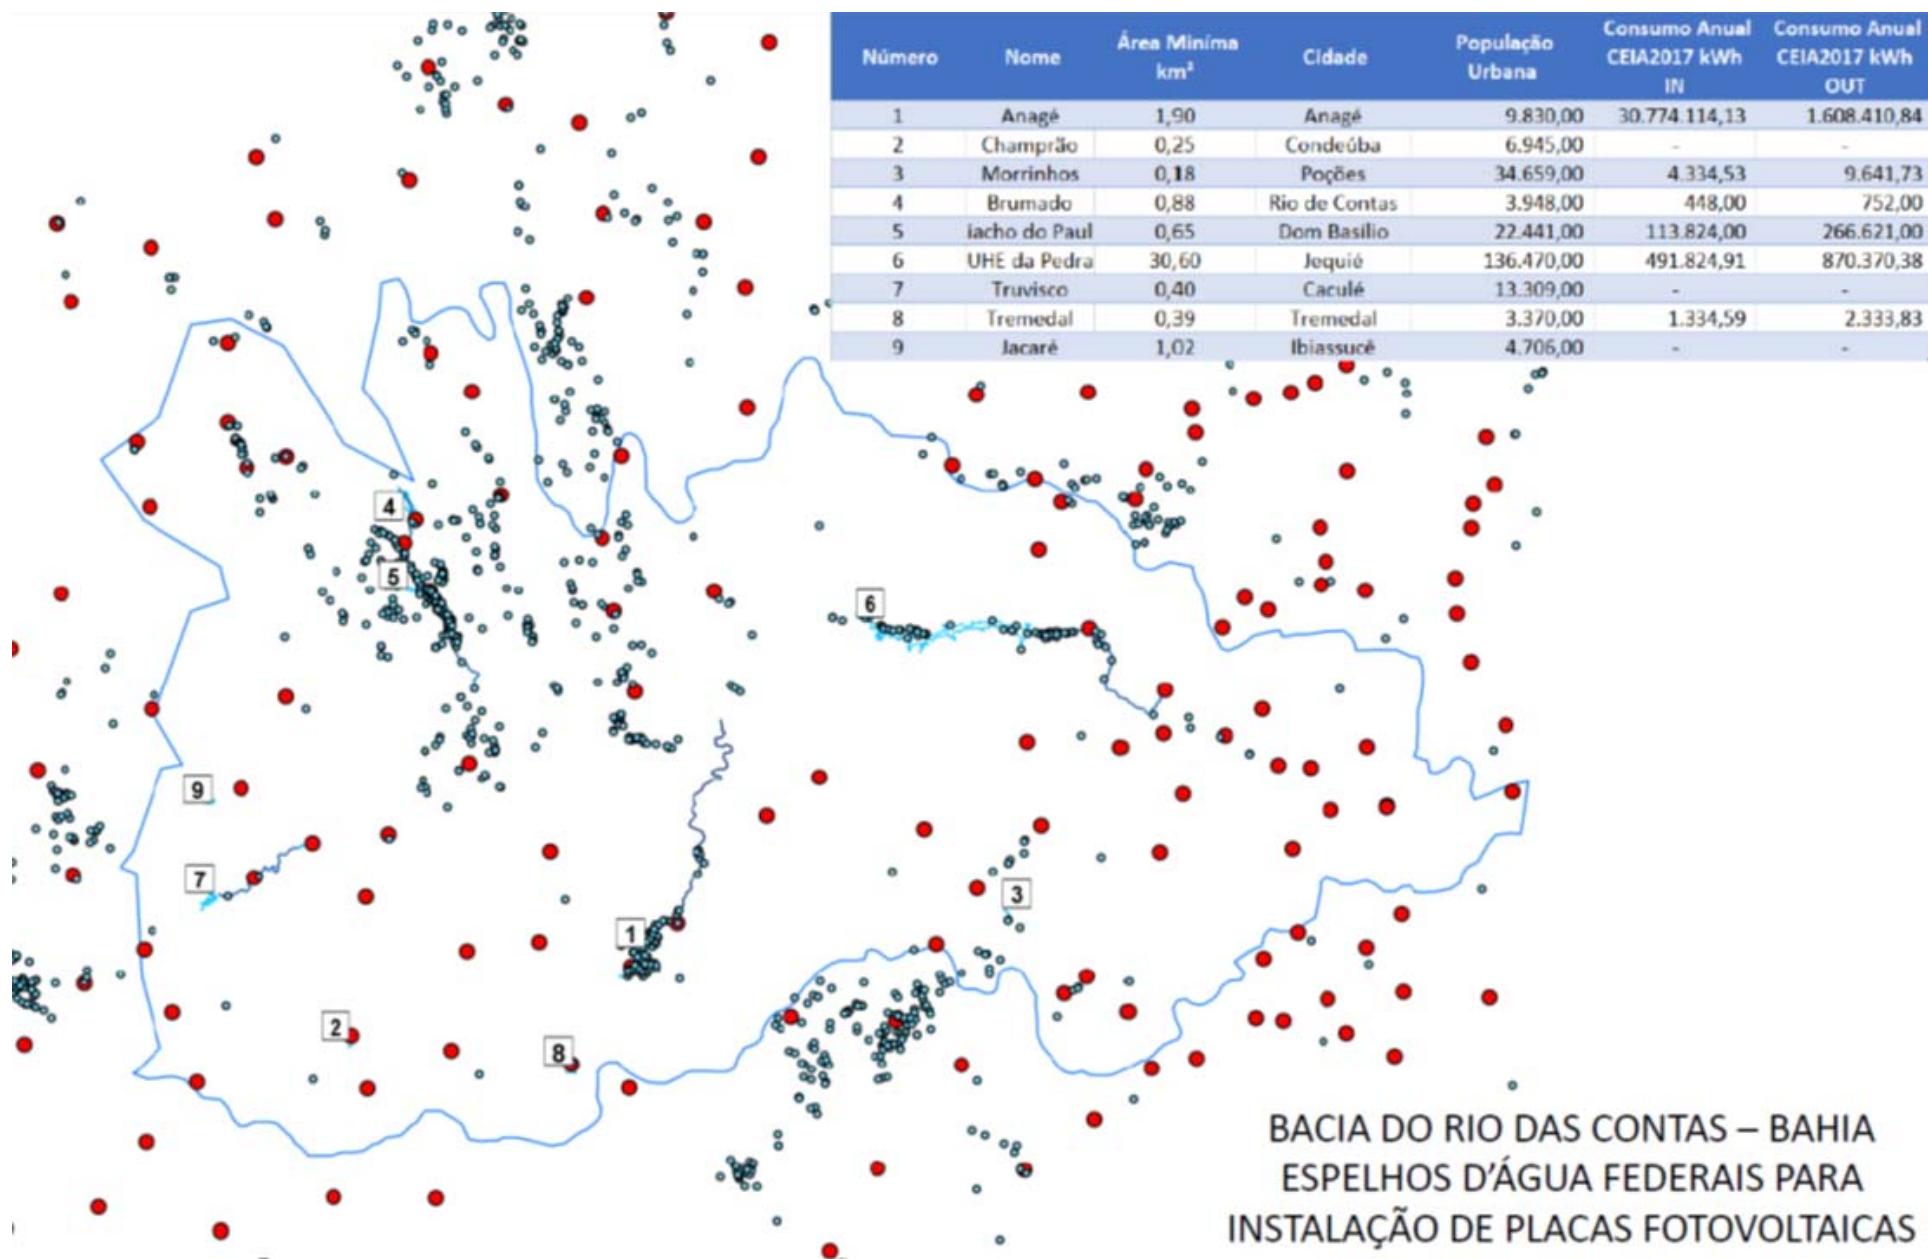 Número Nome Área Miníma km² Cidade População Urbana Consumo Anual CEIA2017 kWh IN Consumo Anual CEIA2017 kWh OUT
1 Anagé 1,90 Anagé 9.830,00 30.774.114,13 1.608.410,84
2 Champrão 0,25 Condeúba 6.945,00 - -
3 Morrinhos 0,18 Poções 34.659,00 4.334,53 9.641,73
4 Brumado 0,88 Rio de Contas 3.948,00 448,00 752,00
5 iacho do Paul 0,65 Dom Basílio 22.441,00 113.824,00 266.621,00
6 UHE da Pedra 30,60 Jequié 136.470,00 491.824,91 870.370,38
7 Truvisco 0,40 Caculé 13.309,00 - -
8 Tremedal 0,39 Tremedal 3.370,00 1.334,59 2.333,83
9 Jacaré 1,02 Ibiassucê 4.706,00 - -
4
5
6
9
7
3
1
2
8
BACIA DO RIO DAS CONTAS – BAHIA
ESPELHOS D'ÁGUA FEDERAIS PARA
INSTALAÇÃO DE PLACAS FOTOVOLTAICAS